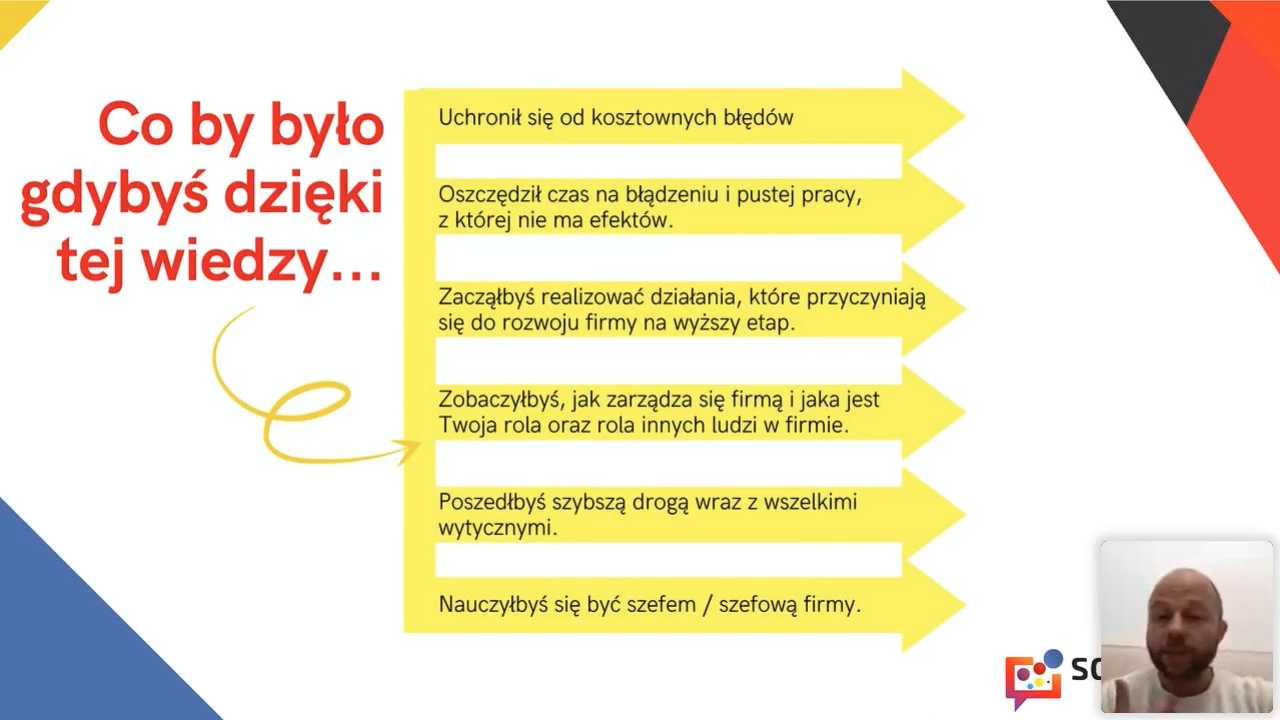 Co by było
gdybyś dzięki
tej wiedzy...
Uchronił się od kosztownych błędów
Oszczędził czas na błądzeniu i pustej pracy,
z której nie ma efektów.
Zacząłbyś realizować działania, które przyczyniają
się do rozwoju firmy na wyższy etap.
Zobaczyłbyś, jak zarządza się firmą i jaka jest
Twoja rola oraz rola innych ludzi w firmie.
Poszedłbyś szybszą drogą wraz z wszelkimi
wytycznymi.
Nauczyłbyś się być szefem / szefową firmy.